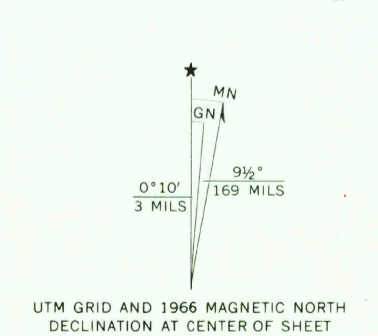 ★
MN
GN
9½°
169 MILS
0°10′
3 MILS
UTM GRID AND 1966 MAGNETIC NORTH
DECLINATION AT CENTER OF SHEET